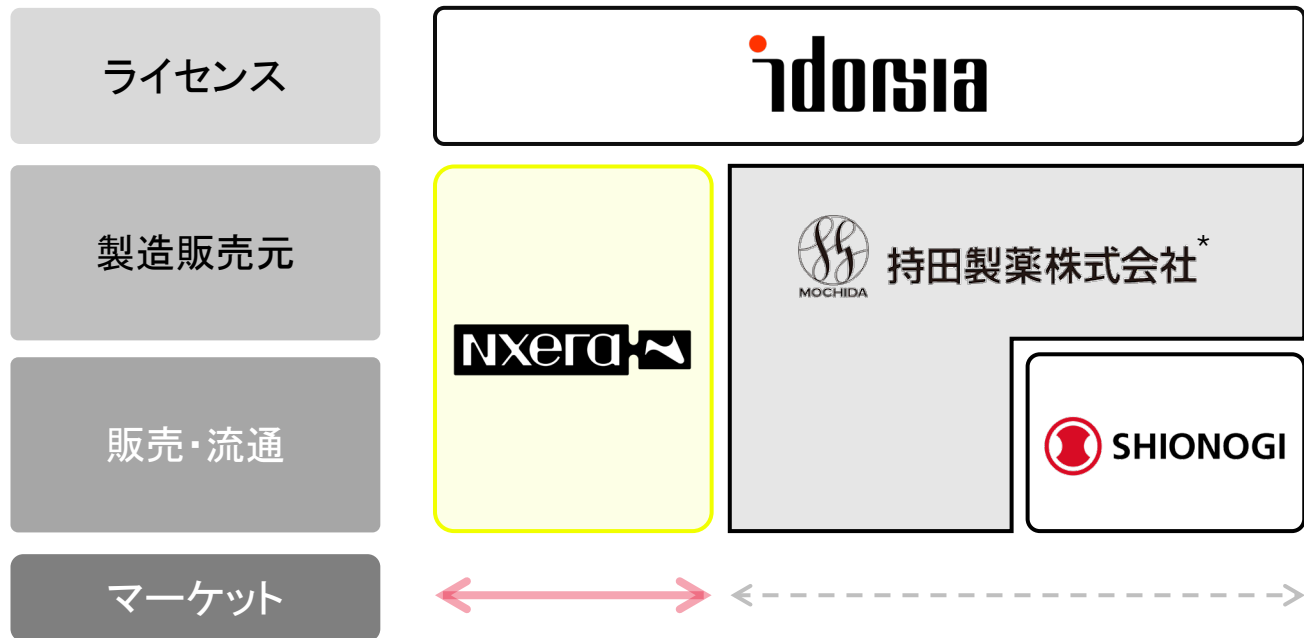 ライセンス
idorsia
製造販売元
MOCHIDA
持田製薬株式会社*
Nxera
販売・流通
SHIONOGI
マーケット